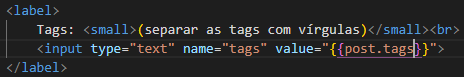 <label>
Tags: <small>(separar as tags com vírgulas)</small><br>
<input type="text" name="tags" value="{{post.tags}}">
</label>